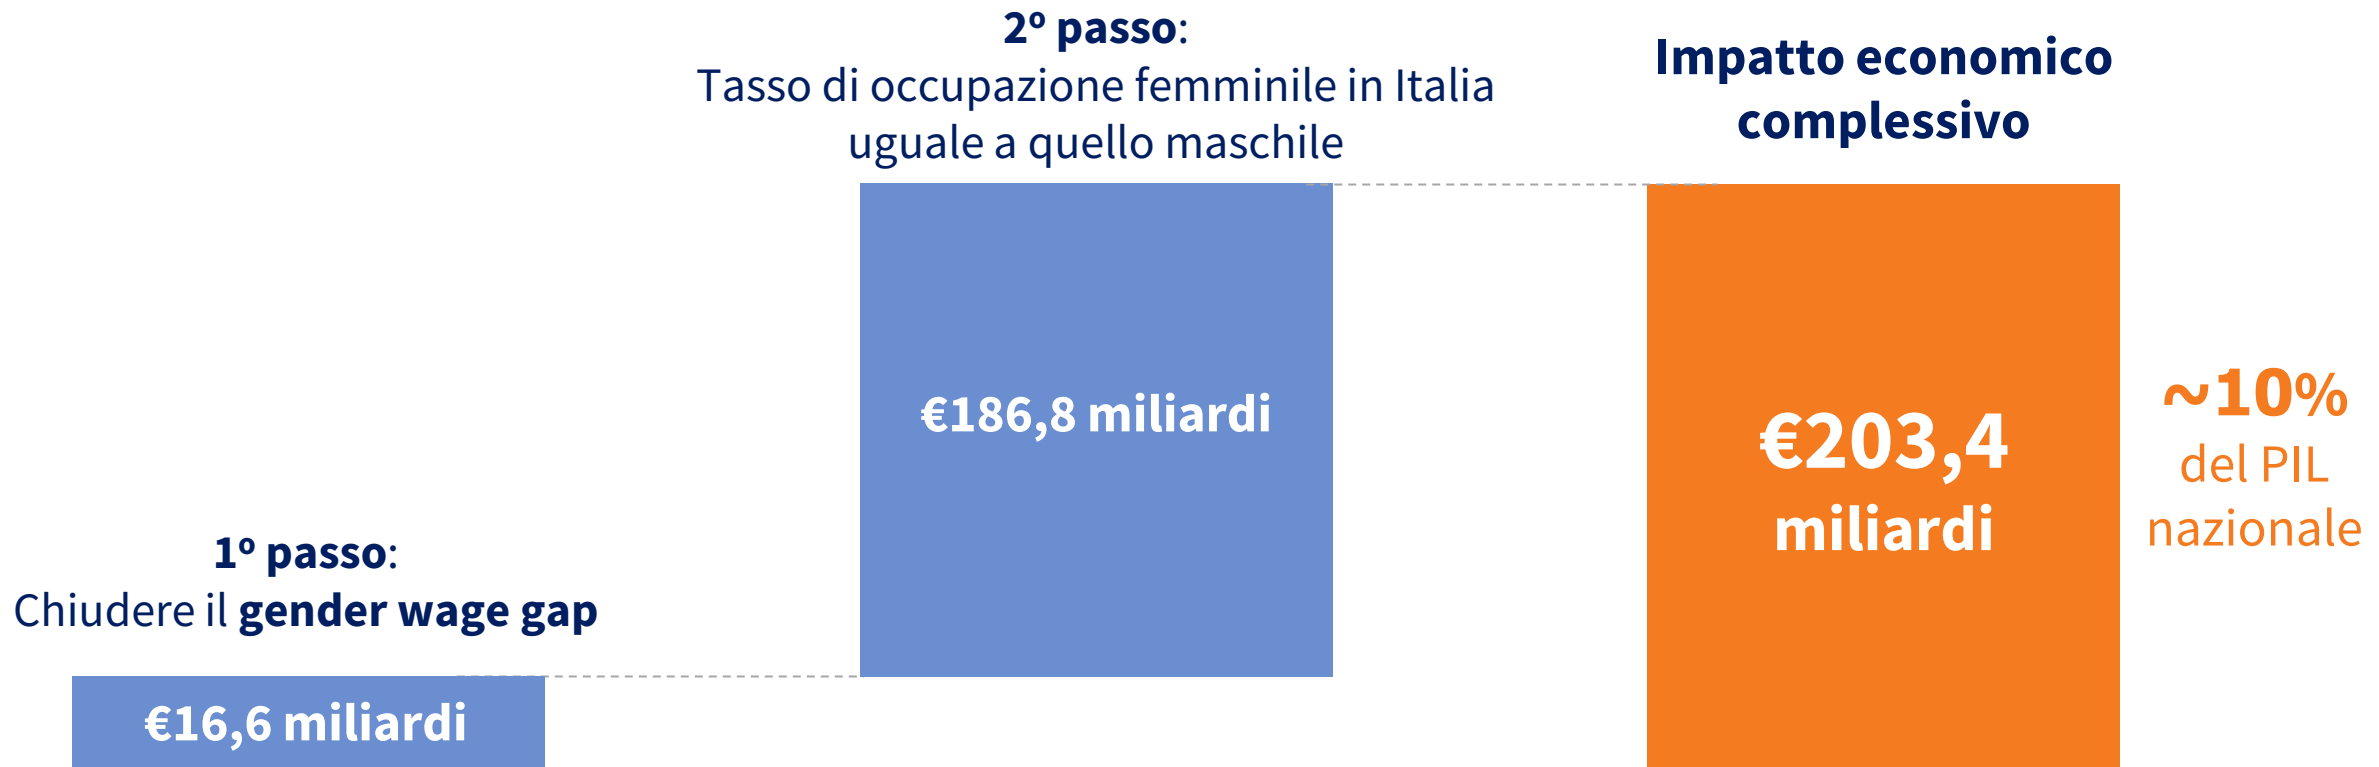 2º passo:
Tasso di occupazione femminile in Italia
uguale a quello maschile
Impatto economico
complessivo
€186,8 miliardi
€203,4
miliardi
~10%
del PIL
nazionale
1º passo:
Chiudere il gender wage gap
€16,6 miliardi